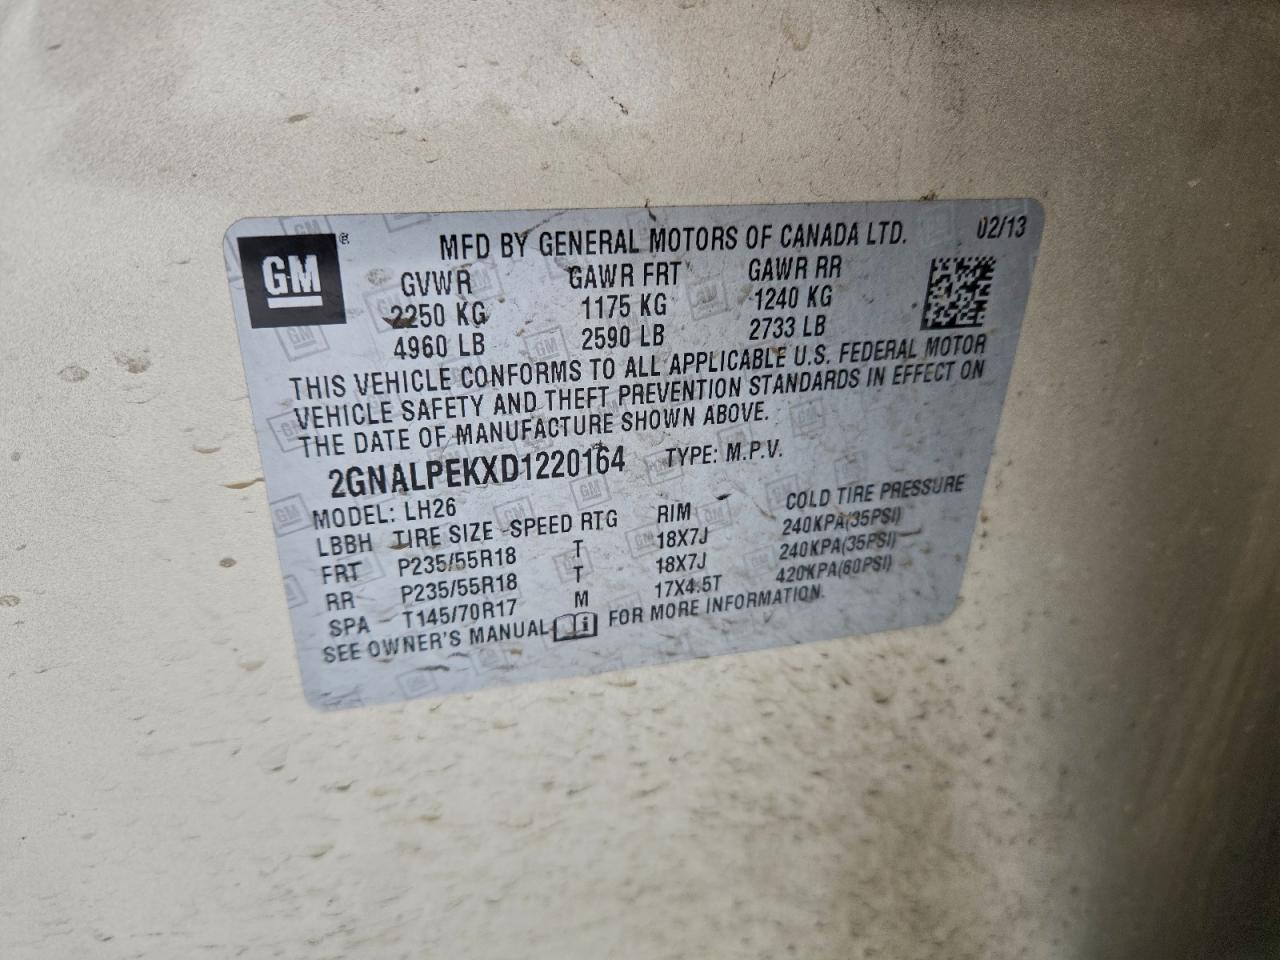 GM ® MFD BY GENERAL MOTORS OF CANADA LTD. 02/13
GVWR GAWR FRT GAWR RR
2250 KG 1175 KG 1240 KG
4960 LB 2590 LB 2733 LB
THIS VEHICLE CONFORMS TO ALL APPLICABLE U.S. FEDERAL MOTOR
VEHICLE SAFETY AND THEFT PREVENTION STANDARDS IN EFFECT ON
THE DATE OF MANUFACTURE SHOWN ABOVE.
2GNALPEKXD1220164 TYPE: M.P.V.
MODEL: LH26
LBBH TIRE SIZE SPEED RTG RIM COLD TIRE PRESSURE
FRT P235/55R18 T 18X7J 240KPA(35PSI)
RR P235/55R18 T 18X7J 240KPA(35PSI)
SPA T145/70R17 M 17X4.5T 420KPA(60PSI)
SEE OWNER'S MANUAL FOR MORE INFORMATION.